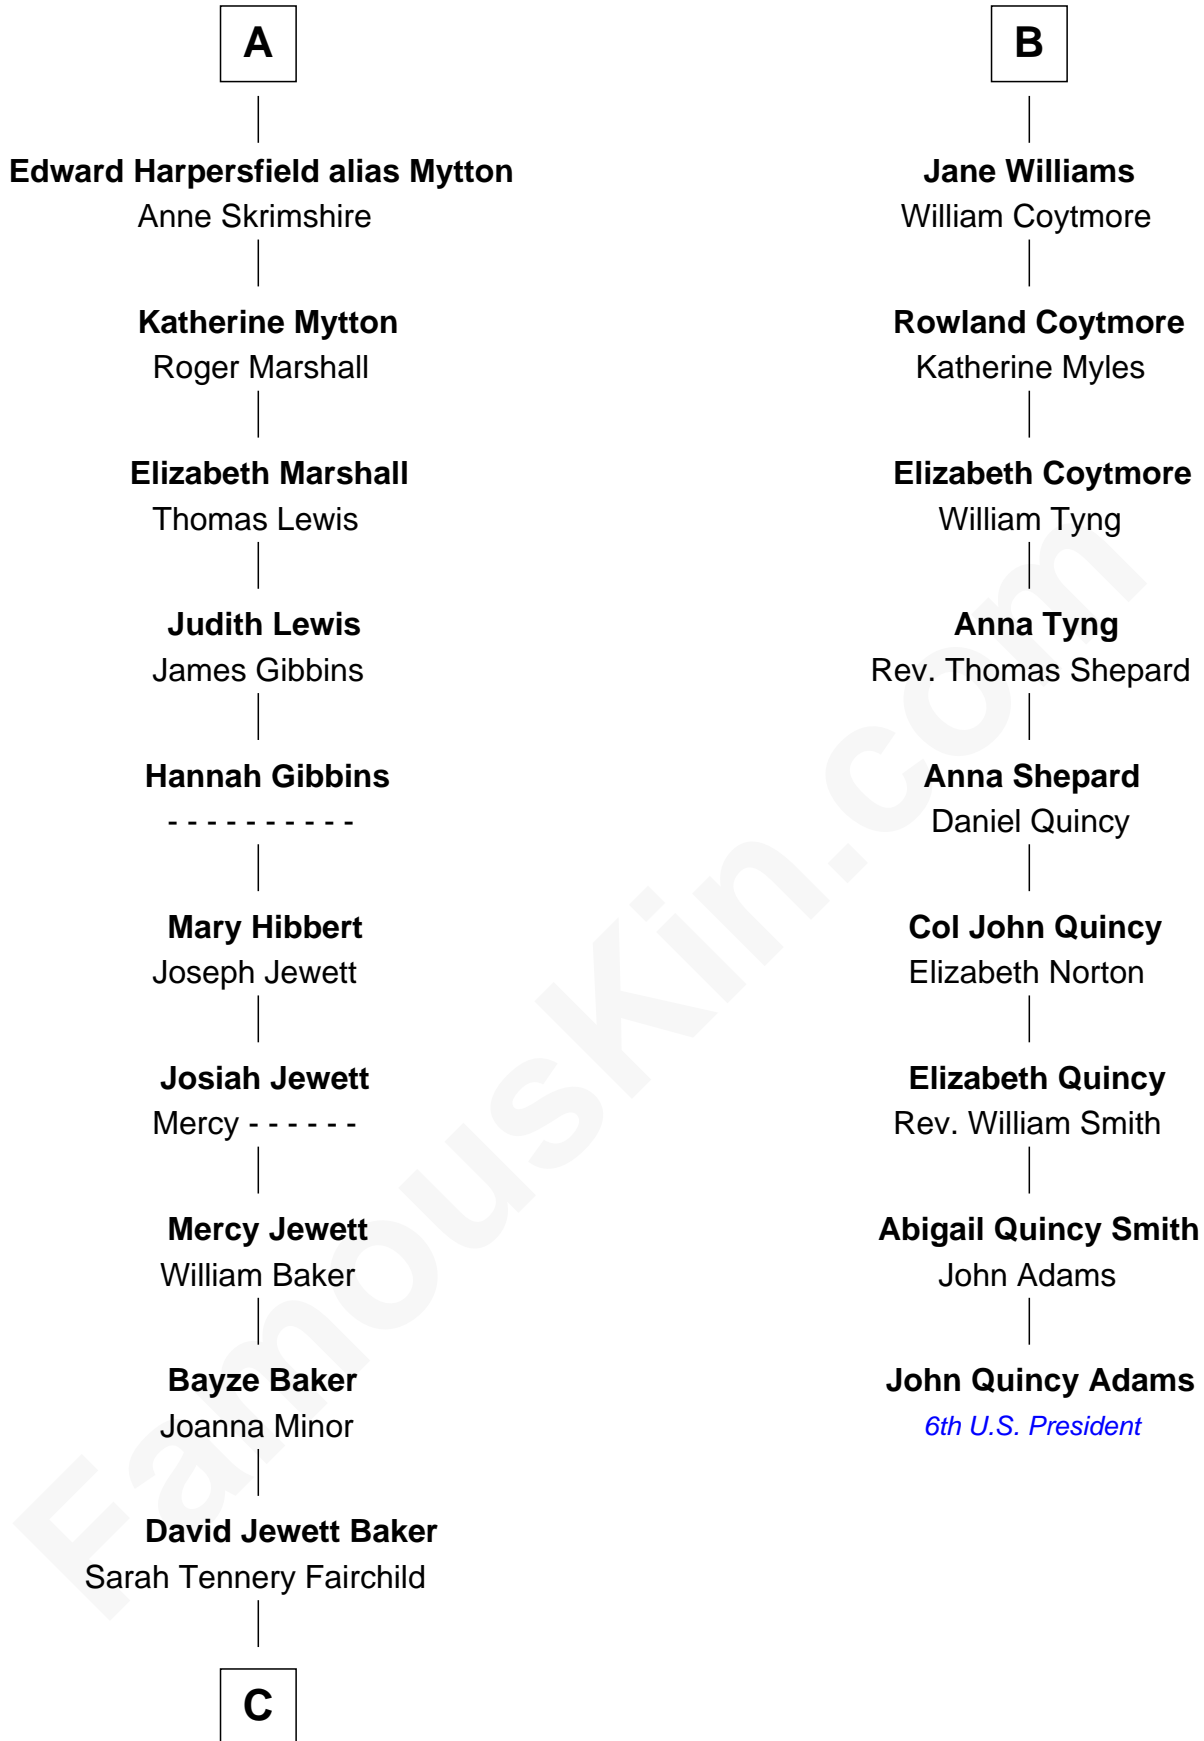 A
Edward Harpersfield alias Mytton
Anne Skrimshire
Katherine Mytton
Roger Marshall
Elizabeth Marshall
Thomas Lewis
Judith Lewis
James Gibbins
Hannah Gibbins
- - - - - - - - - -
Mary Hibbert
Joseph Jewett
Josiah Jewett
Mercy - - - - - -
Mercy Jewett
William Baker
Bayze Baker
Joanna Minor
David Jewett Baker
Sarah Tennery Fairchild
C
B
Jane Williams
William Coytmore
Rowland Coytmore
Katherine Myles
Elizabeth Coytmore
William Tyng
Anna Tyng
Rev. Thomas Shepard
Anna Shepard
Daniel Quincy
Col John Quincy
Elizabeth Norton
Elizabeth Quincy
Rev. William Smith
Abigail Quincy Smith
John Adams
John Quincy Adams
6th U.S. President
FamousKin.com